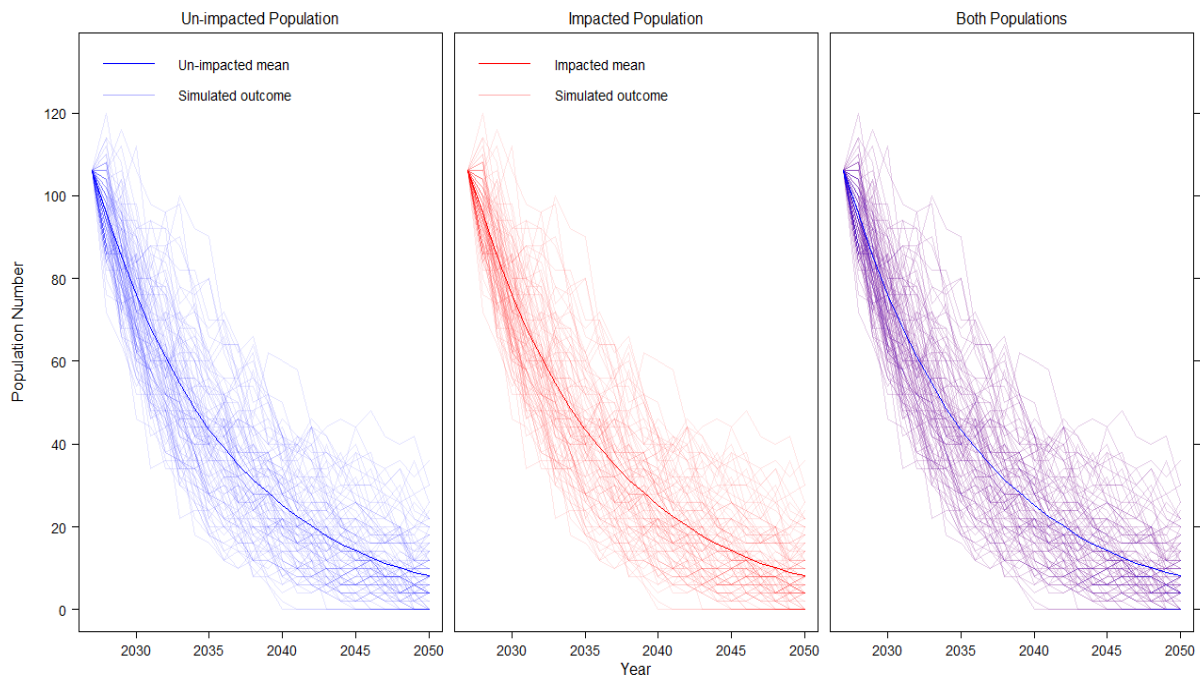 Un-impacted Population
Impacted Population
Both Populations
Un-impacted mean
Simulated outcome
Impacted mean
Simulated outcome
Population Number
120
100
80
60
40
20
0
2030 2035 2040 2045 2050
2030 2035 2040 2045 2050
2030 2035 2040 2045 2050
Year